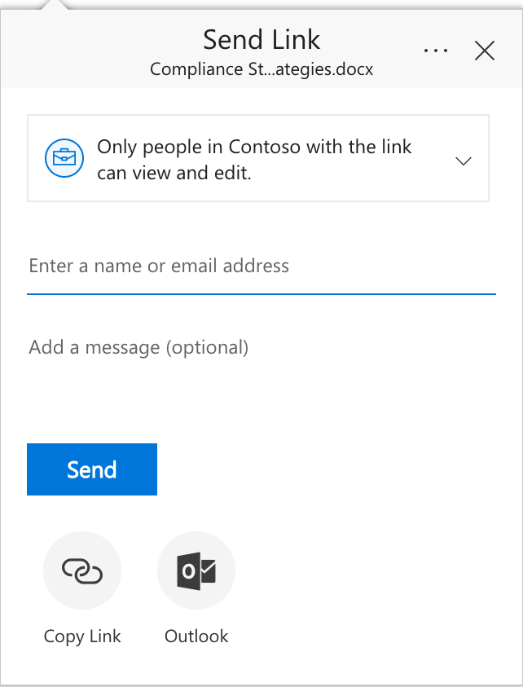 Send Link
Compliance St...ategies.docx
Only people in Contoso with the link
can view and edit.
Enter a name or email address
Add a message (optional)
Send
Copy Link
Outlook